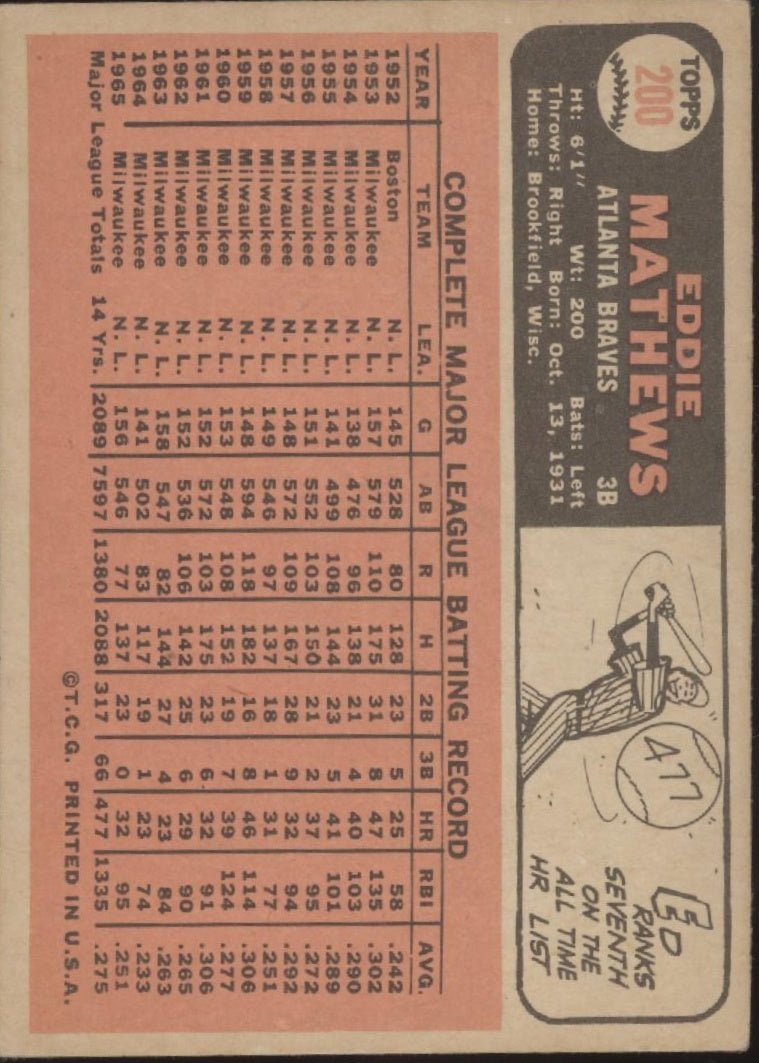 TOPPS
200
EDDIE
MATHEWS
ATLANTA BRAVES 3B
Ht: 6'1" Wt: 200 Bats: Left
Throws: Right Born: Oct. 13, 1931
Home: Brookfield, Wisc.
477
ED
RANKS
SEVENTH
ON THE
ALL TIME
HR LIST
COMPLETE MAJOR LEAGUE BATTING RECORD
YEAR TEAM LEA. G AB R H 2B 3B HR RBI AVG.
1952 Boston N. L. 145 528 80 128 23 5 25 58 .242
1953 Milwaukee N. L. 157 579 110 175 31 8 47 135 .302
1954 Milwaukee N. L. 138 476 96 138 21 4 40 103 .290
1955 Milwaukee N. L. 141 499 108 144 23 5 41 101 .289
1956 Milwaukee N. L. 151 552 103 150 21 2 37 95 .272
1957 Milwaukee N. L. 148 572 109 167 28 9 32 94 .292
1958 Milwaukee N. L. 149 546 97 137 18 1 31 77 .251
1959 Milwaukee N. L. 148 594 118 182 16 8 46 114 .306
1960 Milwaukee N. L. 153 548 108 152 19 7 39 124 .277
1961 Milwaukee N. L. 152 572 103 175 23 6 32 91 .306
1962 Milwaukee N. L. 152 536 106 142 25 6 29 90 .265
1963 Milwaukee N. L. 158 547 82 144 27 4 23 84 .263
1964 Milwaukee N. L. 141 502 83 117 19 1 23 74 .233
1965 Milwaukee N. L. 156 546 77 137 23 0 32 95 .251
Major League Totals 14 Yrs. 2089 7597 1380 2088 317 66 477 1335 .275
©T.C.G. PRINTED IN U.S.A.